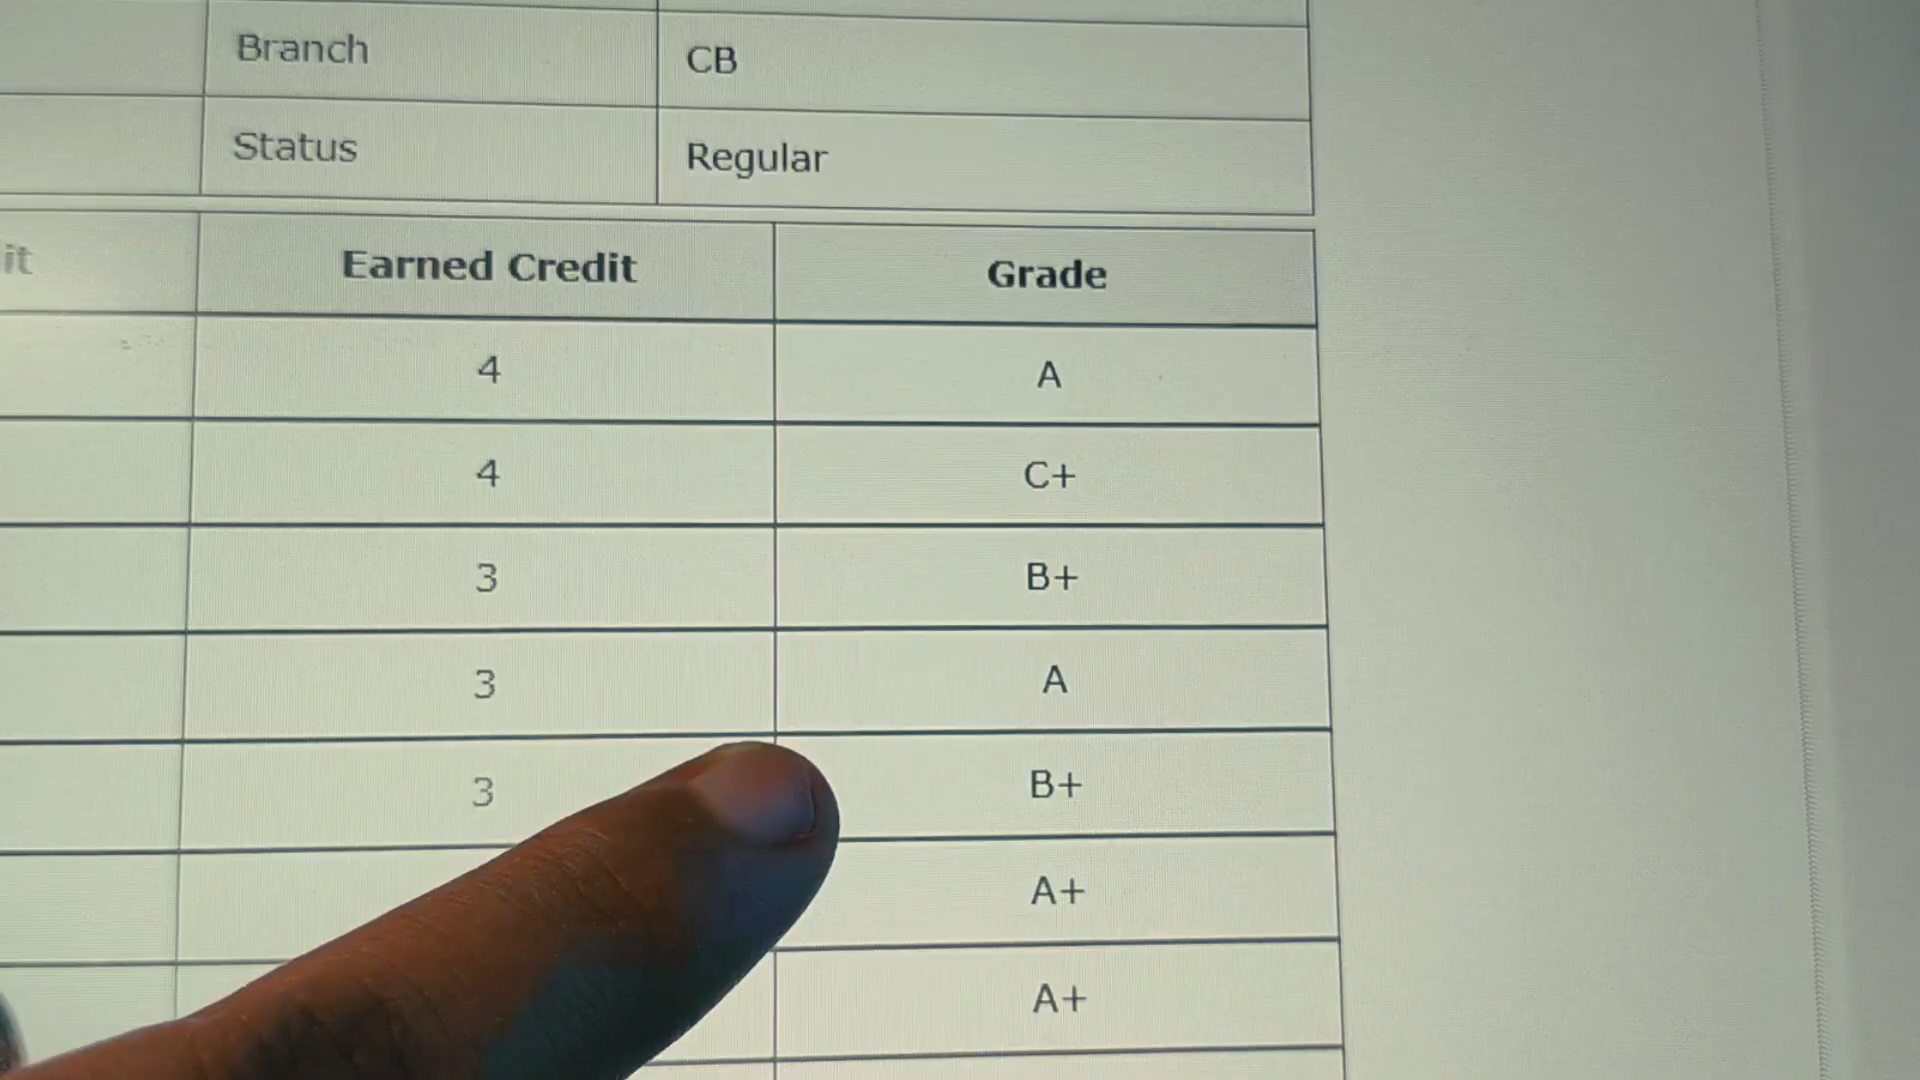 Branch CB
Status Regular
it Earned Credit Grade
4 A
4 C+
3 B+
3 A
3 B+
A+
A+